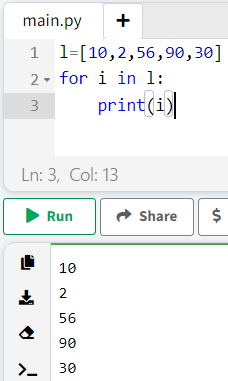 main.py +
1 l=[10,2,56,90,30]
2 for i in l:
3     print(i)
Ln: 3, Col: 13
Run Share $
10
2
56
90
30
>_